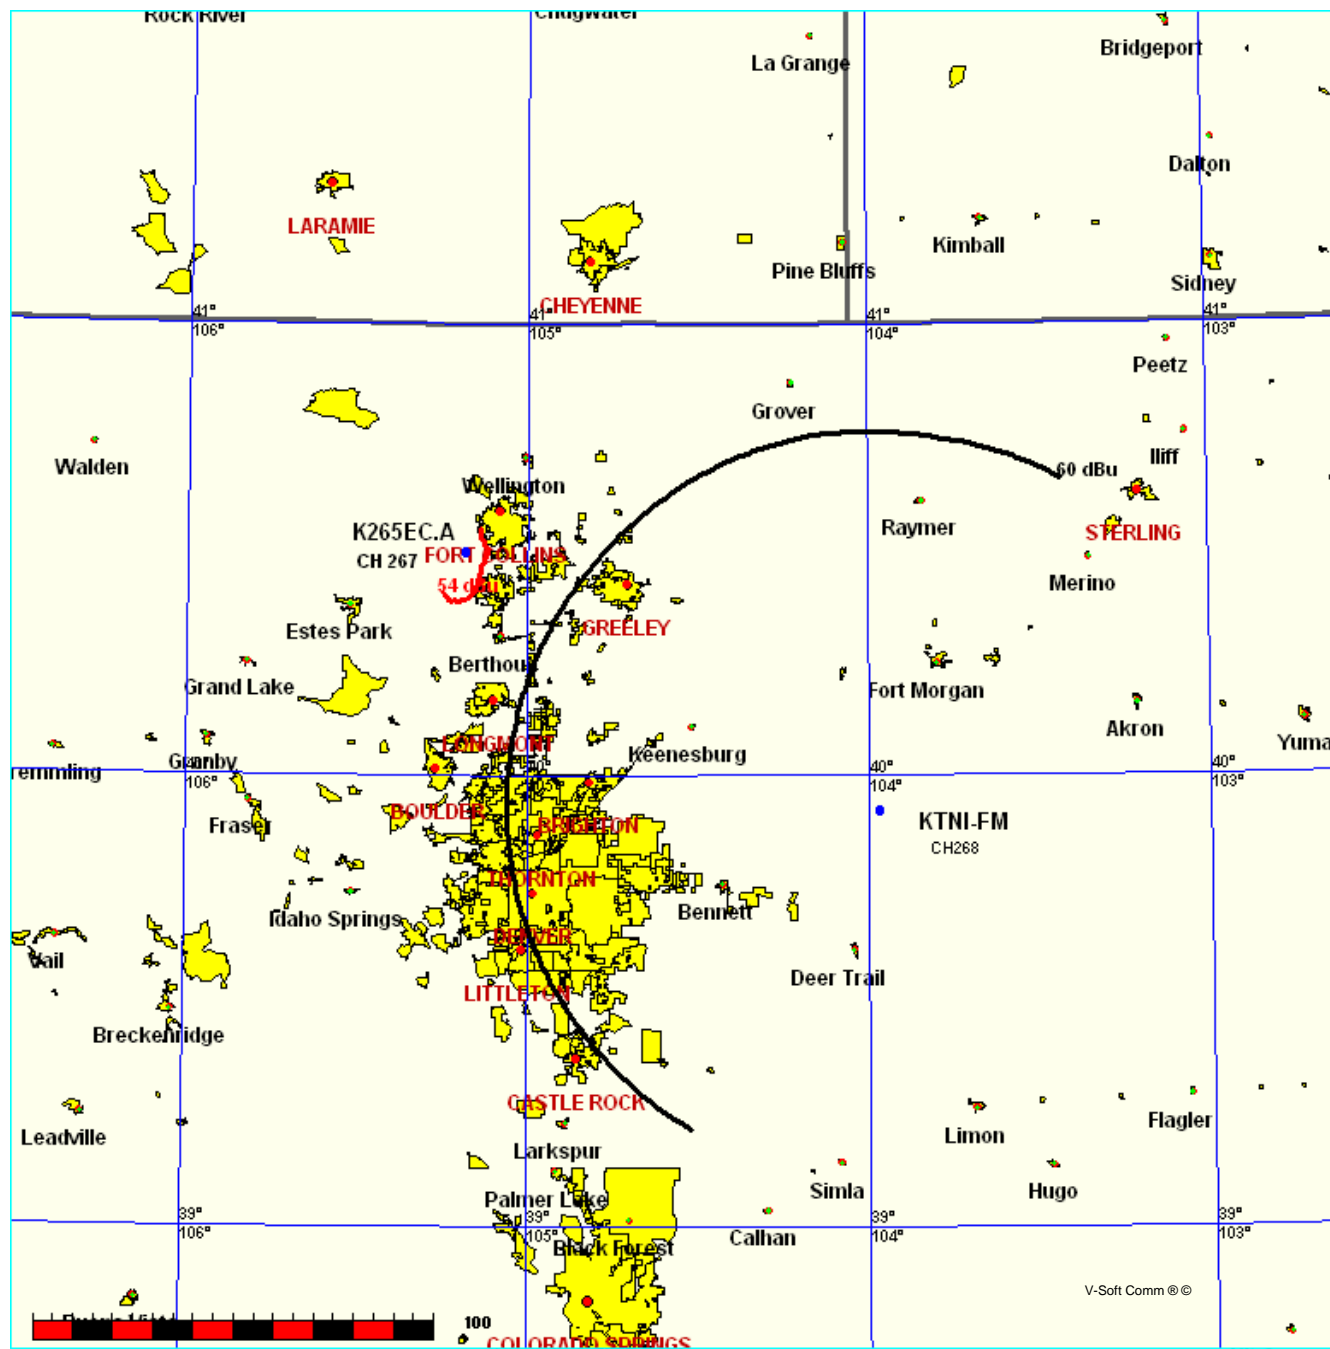 Rock River
Chugwater
La Grange
Bridgeport
Dalton
LARAMIE
Kimball
Pine Bluffs
Sidney
CHEYENNE
41°
106°
41°
105°
41°
104°
41°
103°
Peetz
Grover
Walden
Iliff
60 dBu
Wellington
K265EC.A
Raymer
STERLING
CH 267
FORT COLLINS
Merino
54 dBu
Estes Park
GREELEY
Berthoud
Grand Lake
Fort Morgan
Akron
Yuma
LONGMONT
Keenesburg
Granby
remmling
106°
40°
104°
40°
103°
BOULDER
Fraser
BRIGHTON
KTNI-FM
CH268
THORNTON
Idaho Springs
Bennett
DENVER
Vail
Deer Trail
LITTLETON
Breckenridge
CASTLE ROCK
Leadville
Limon
Flagler
Larkspur
Simla
Hugo
Palmer Lake
39°
106°
39°
105°
39°
104°
39°
103°
Calhan
Black Forest
V-Soft Comm ® ©
100
COLORADO SPRINGS